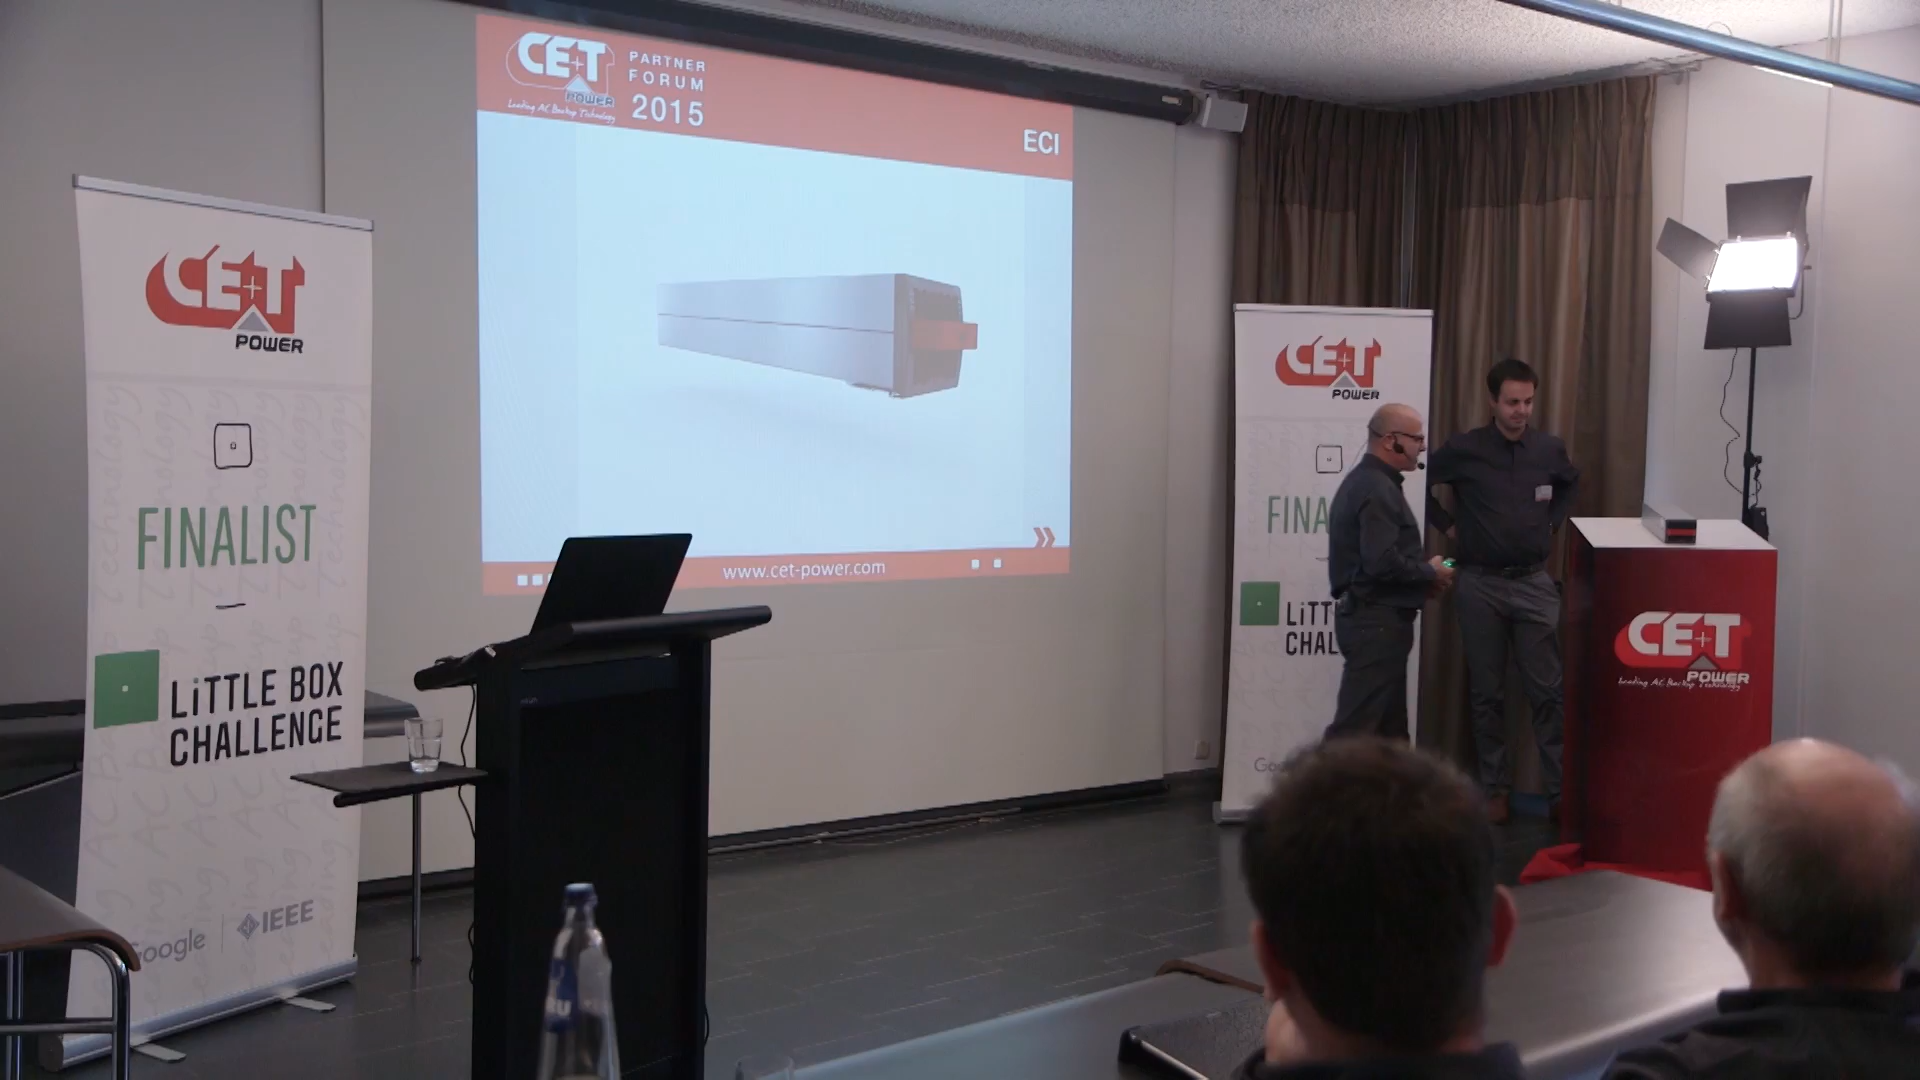 CE+T
POWER
Leading AC Backup Technology
PARTNER
FORUM
2015
ECI
www.cet-power.com
CE+T
POWER
FINALIST
LiTTLE BOX
CHALLENGE
Google
IEEE
CE+T
POWER
FINA
LiTT
CHAL
Goo
CE+T
POWER
Leading AC Backup Technology